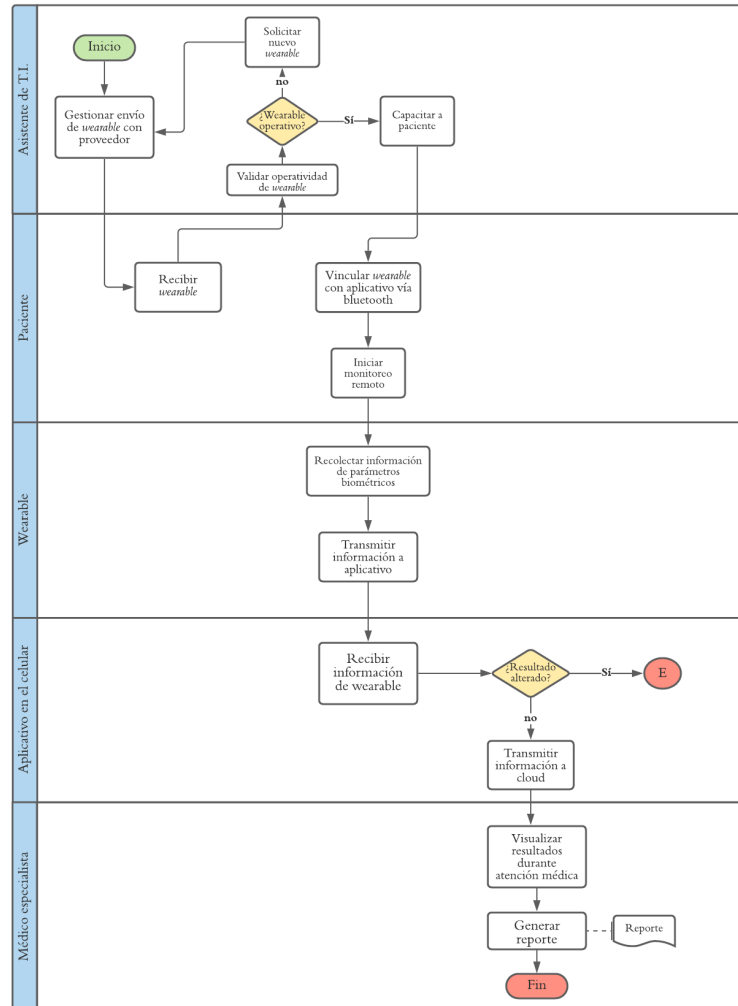 Asistente de T.I.
Inicio
Solicitar
nuevo
wearable
no
Gestionar envío
de wearable con
proveedor
¿Wearable
operativo?
Sí
Capacitar a
paciente
Validar operatividad
de wearable
Paciente
Recibir
wearable
Vincular wearable
con aplicativo vía
bluetooth
Iniciar
monitoreo
remoto
Wearable
Recolectar información
de parámetros
biométricos
Transmitir
información a
aplicativo
Aplicativo en el celular
Recibir
información
de wearable
¿Resultado
alterado?
Sí
E
no
Transmitir
información a
cloud
Médico especialista
Visualizar
resultados
durante
atención médica
Generar
reporte
Reporte
Fin